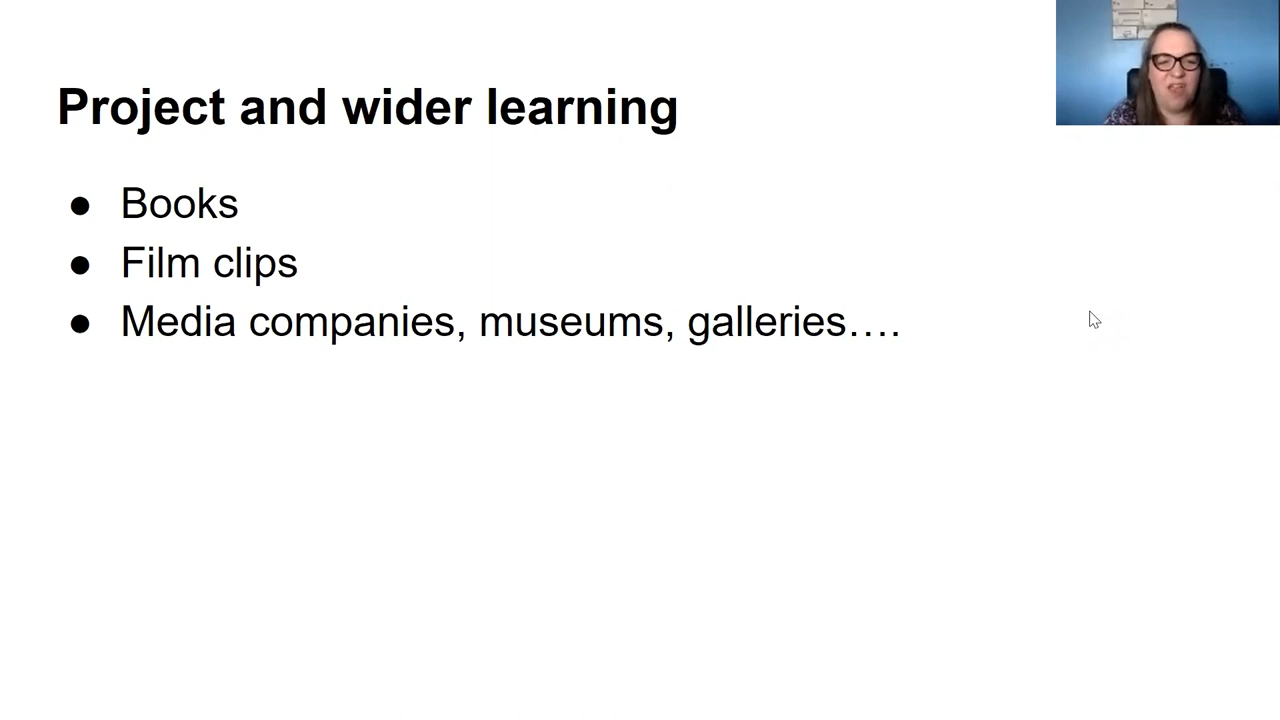 Project and wider learning
● Books
● Film clips
● Media companies, museums, galleries….